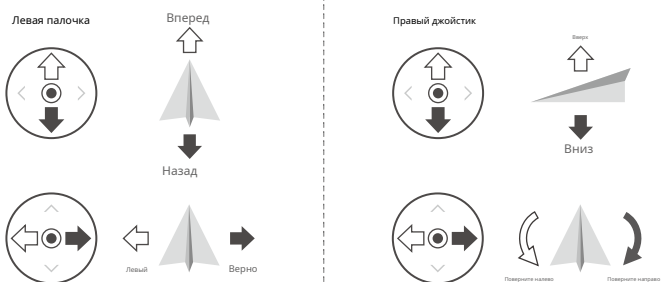 Левая палочка
Вперед
Назад
Левый
Верно
Правый джойстик
Вверх
Вниз
Поверните налево
Поверните направо